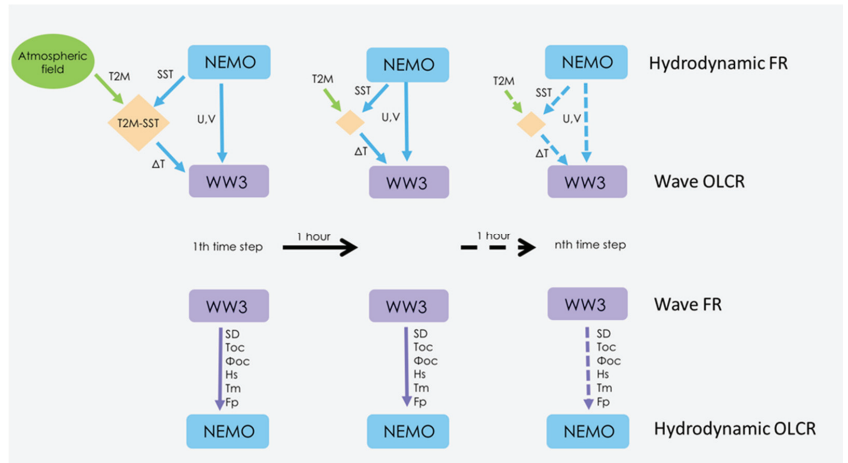 Atmospheric
field
T2M
SST
NEMO
T2M-SST
U,V
ΔT
WW3
T2M
SST
NEMO
U,V
ΔT
WW3
T2M
SST
NEMO
U,V
ΔT
WW3
Hydrodynamic FR
Wave OLCR
1th time step
1 hour
1 hour
nth time step
WW3
SD
Toc
Φoc
Hs
Tm
Fp
NEMO
WW3
SD
Toc
Φoc
Hs
Tm
Fp
NEMO
WW3
SD
Toc
Φoc
Hs
Tm
Fp
NEMO
Wave FR
Hydrodynamic OLCR